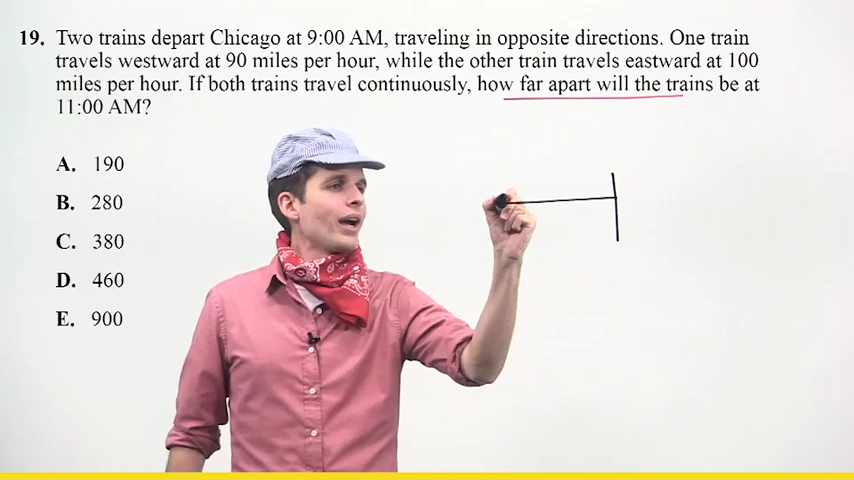 19. Two trains depart Chicago at 9:00 AM, traveling in opposite directions. One train
travels westward at 90 miles per hour, while the other train travels eastward at 100
miles per hour. If both trains travel continuously, how far apart will the trains be at
11:00 AM?
A. 190
B. 280
C. 380
D. 460
E. 900